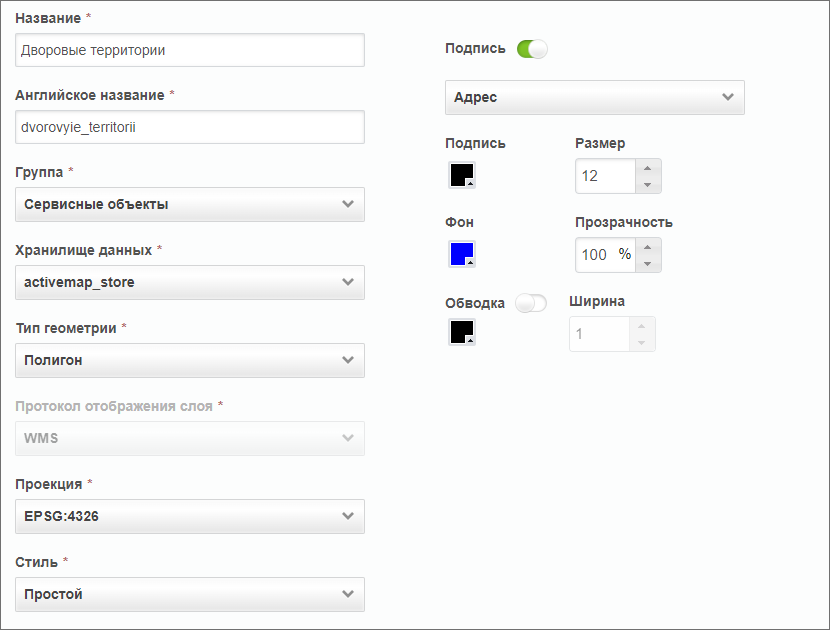 Название *
Дворовые территории
Английское название *
dvorovyie_territorii
Группа *
Сервисные объекты
Хранилище данных *
activemap_store
Тип геометрии *
Полигон
Протокол отображения слоя *
WMS
Проекция *
EPSG:4326
Стиль *
Простой
Подпись
Адрес
Подпись Размер
12
Фон Прозрачность
100 %
Обводка Ширина
1